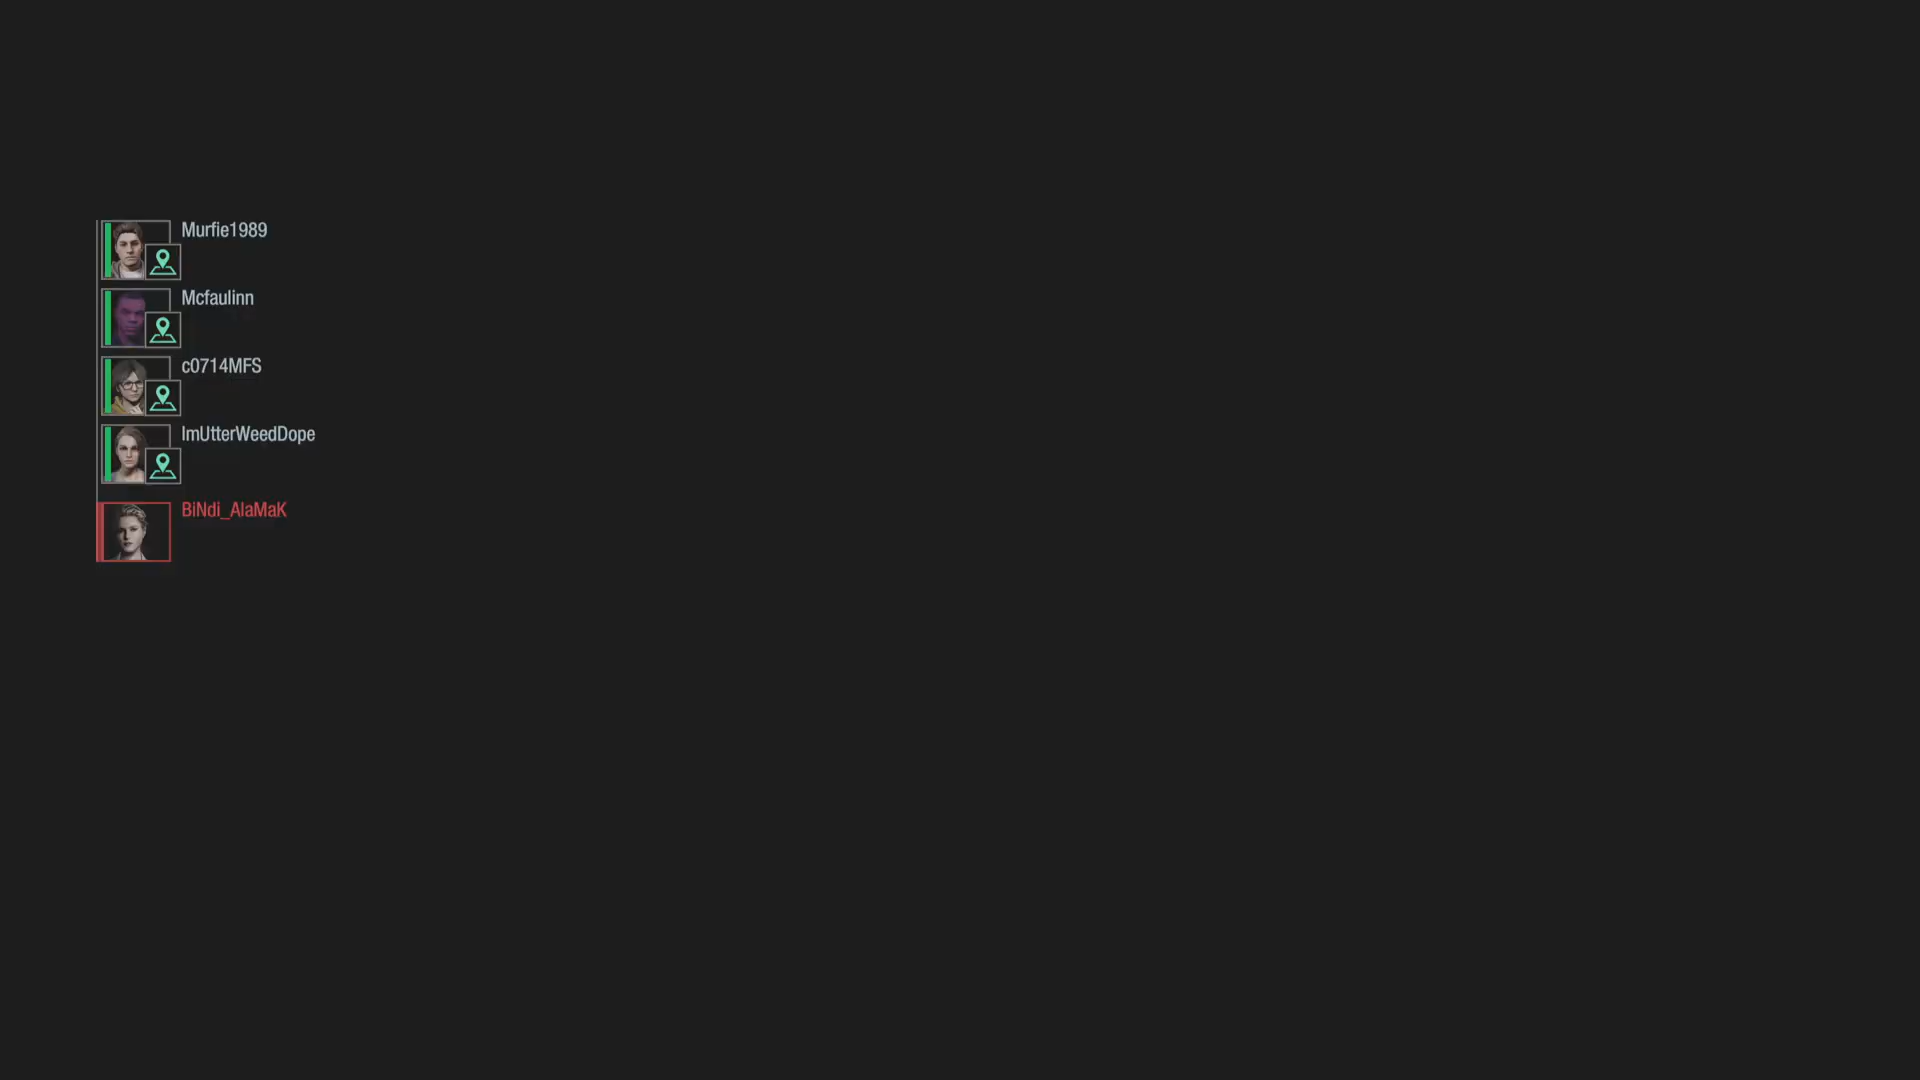 Murfie1989
Mcfaulinn
c0714MFS
ImUtterWeedDope
BiNdi_AlaMaK